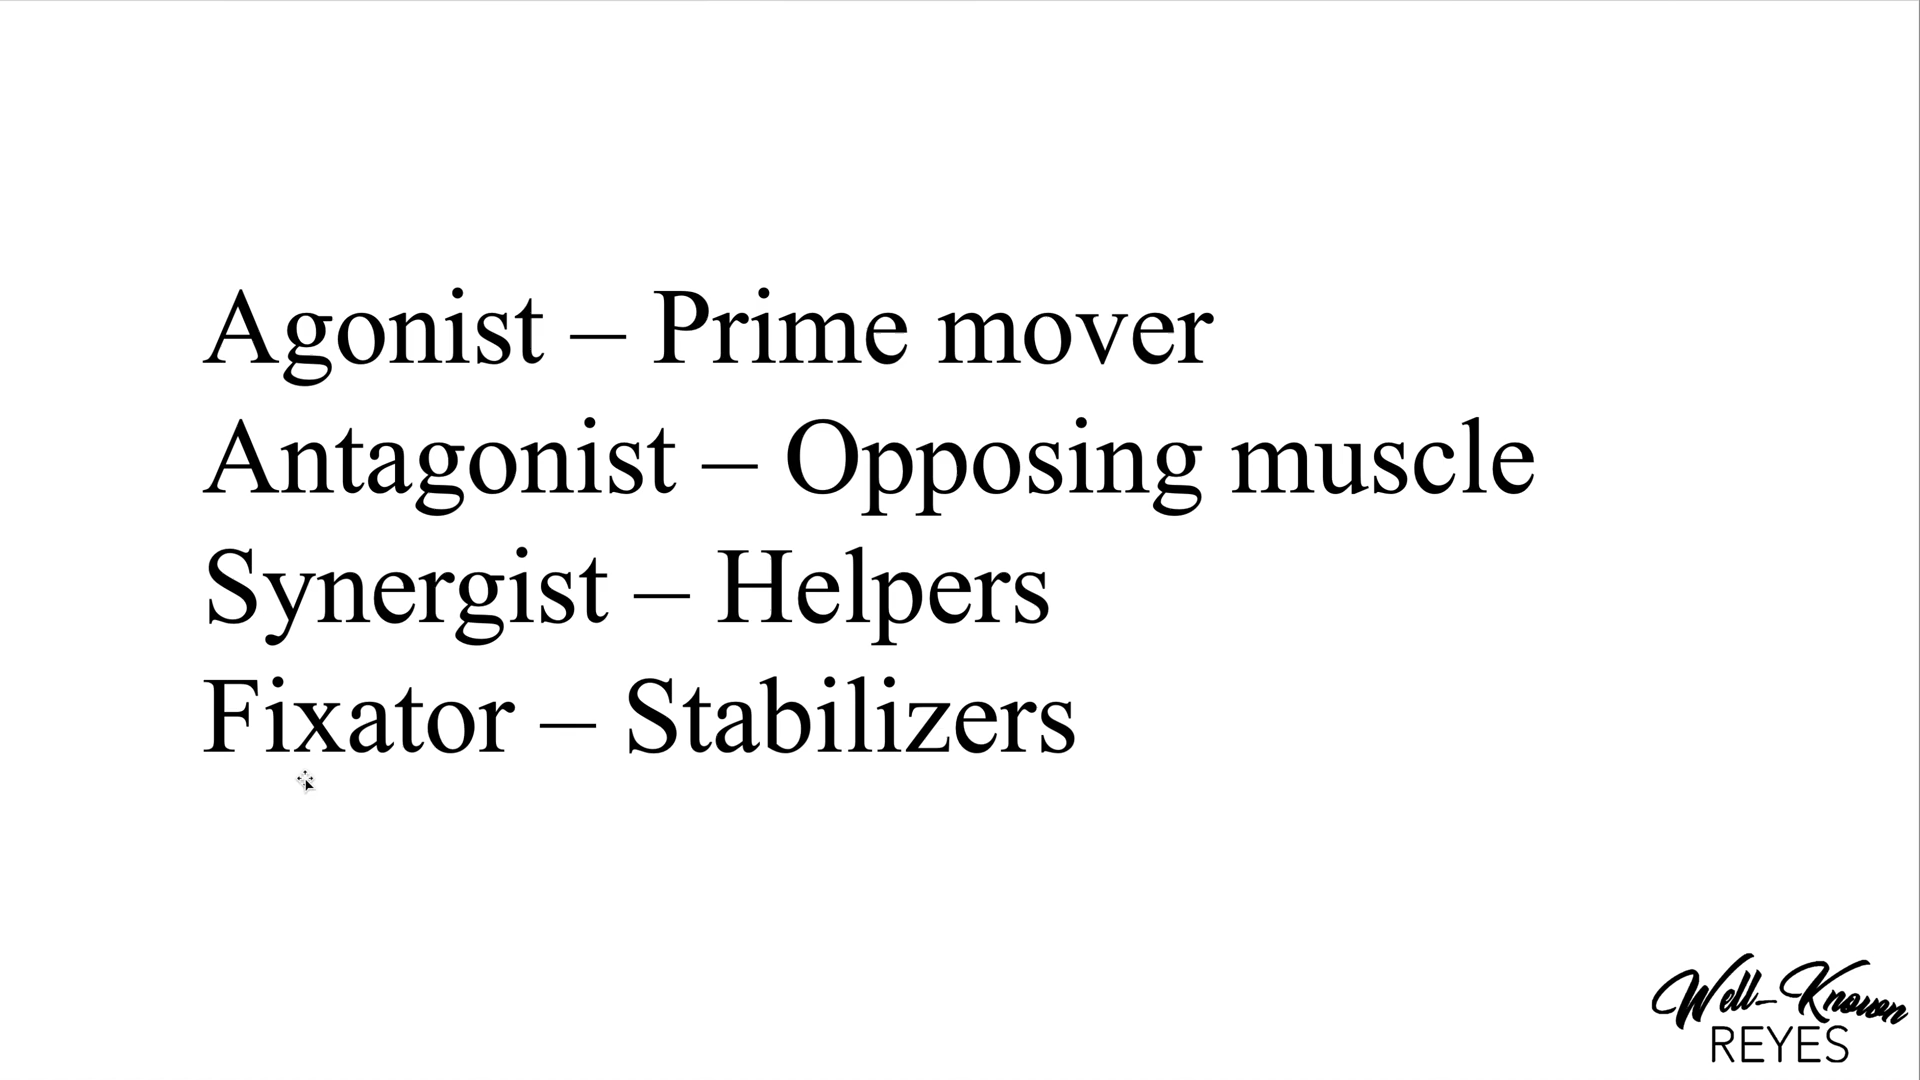 Agonist – Prime mover
Antagonist – Opposing muscle
Synergist – Helpers
Fixator – Stabilizers
Well-Known
REYES